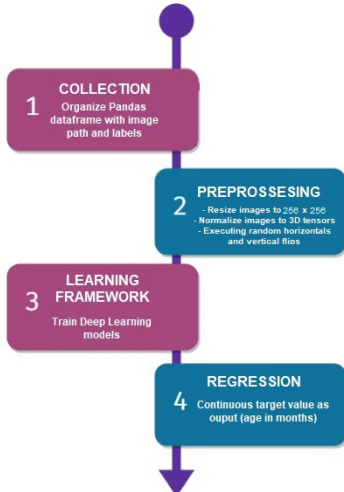 1
COLLECTION
Organize Pandas
dataframe with image
path and labels
2
PREPROSSESING
- Resize images to 256 x 256
- Normalize images to 3D tensors
- Executing random horizontals
and vertical flios
3
LEARNING
FRAMEWORK
Train Deep Learning
models
4
REGRESSION
Continuous target value as
ouput (age in months)